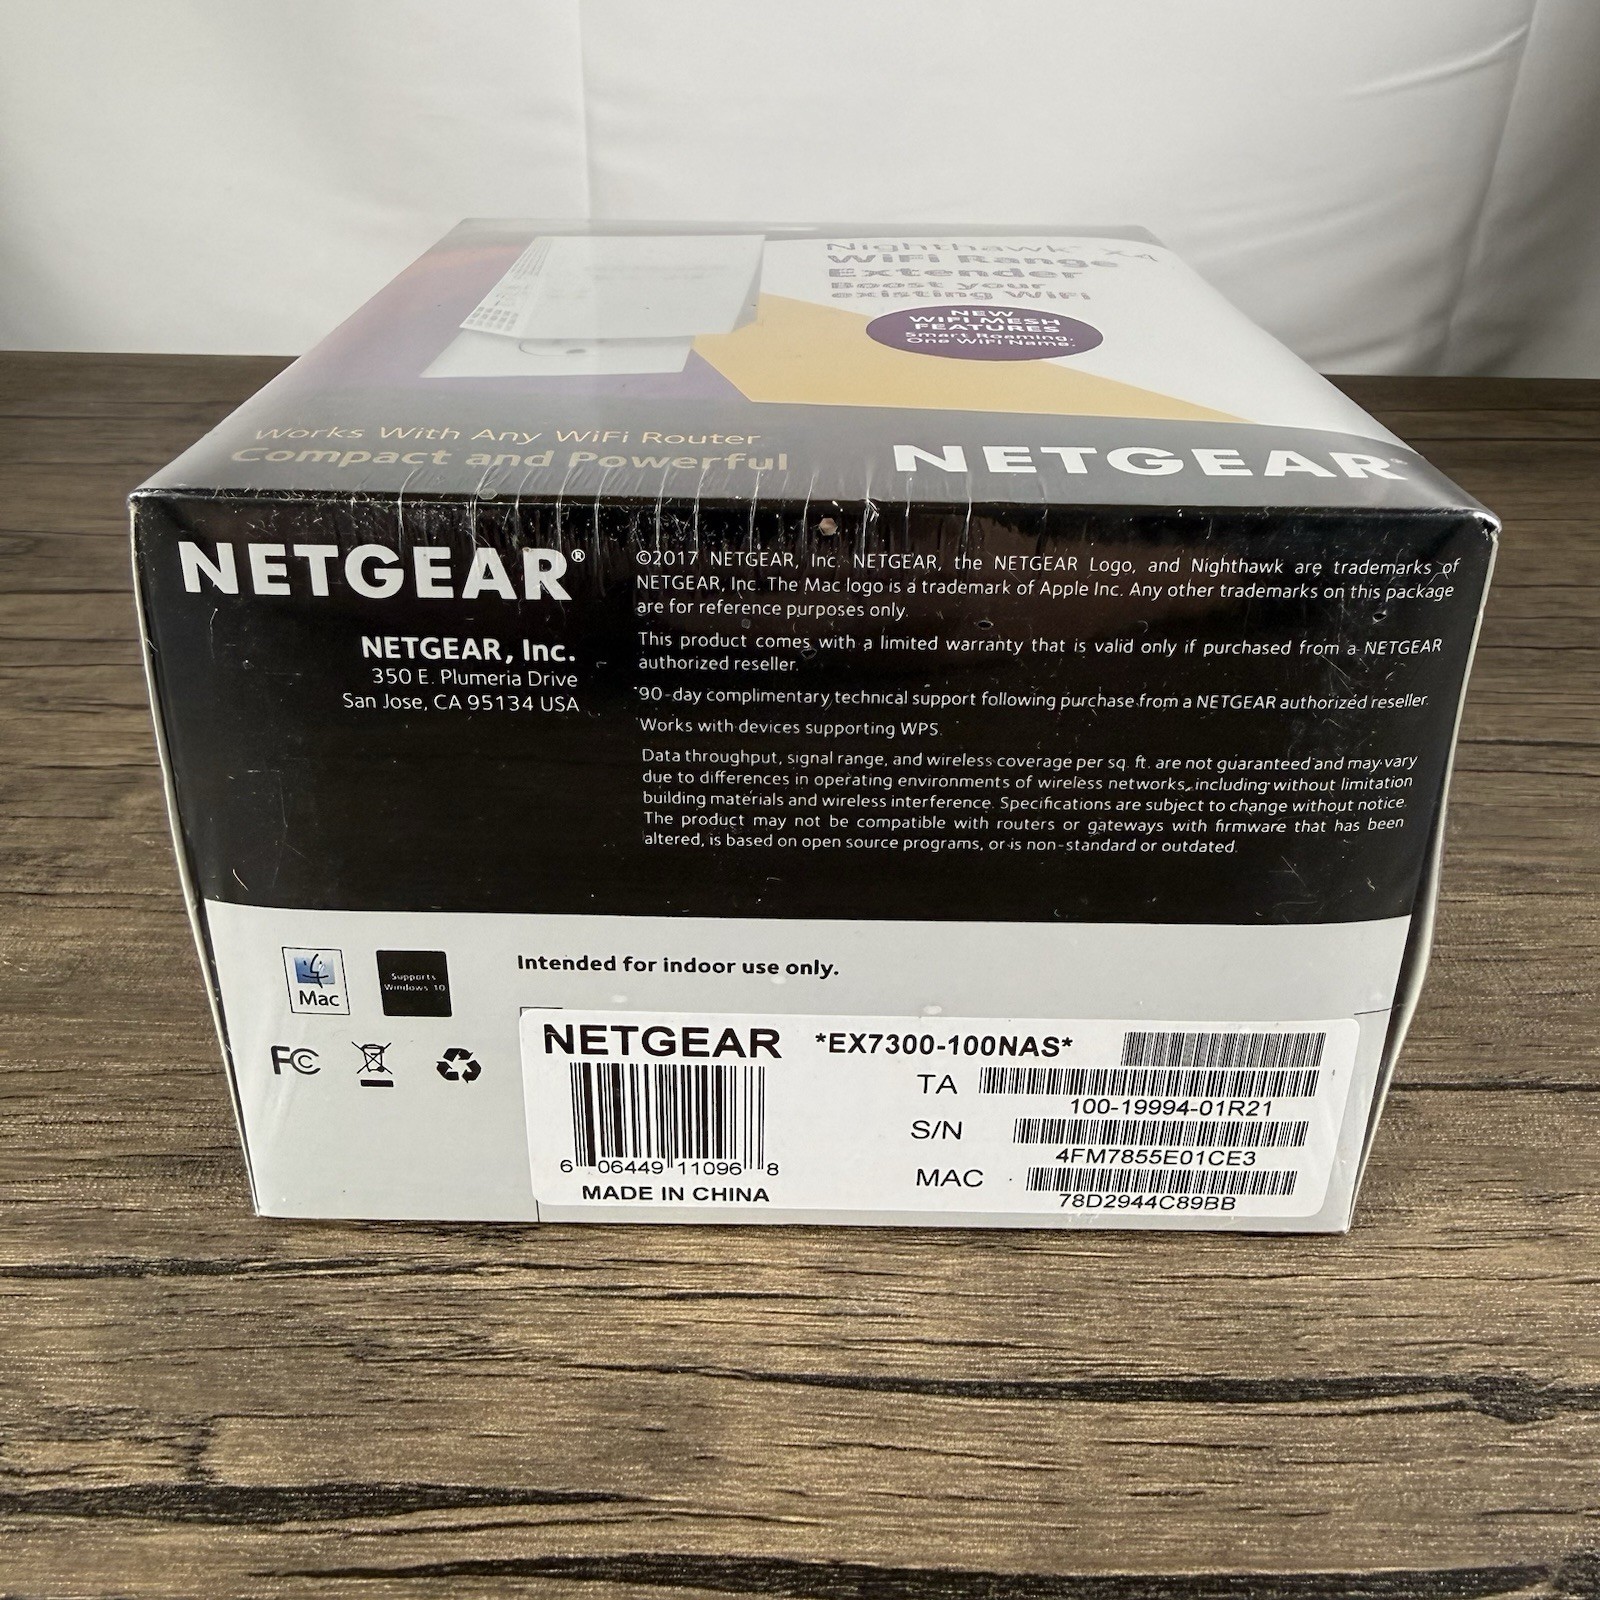 Nighthawk® X4
WiFi Range
Extender
Boost your
existing WiFi
NEW
WIFI MESH
FEATURES
Smart Roaming.
One WiFi Name.
Works With Any WiFi Router
Compact and Powerful
NETGEAR®
NETGEAR®
NETGEAR, Inc.
350 E. Plumeria Drive
San Jose, CA 95134 USA
©2017 NETGEAR, Inc. NETGEAR, the NETGEAR Logo, and Nighthawk are trademarks of
NETGEAR, Inc. The Mac logo is a trademark of Apple Inc. Any other trademarks on this package
are for reference purposes only.
This product comes with a limited warranty that is valid only if purchased from a NETGEAR
authorized reseller.
90-day complimentary technical support following purchase from a NETGEAR authorized reseller.
Works with devices supporting WPS.
Data throughput, signal range, and wireless coverage per sq. ft. are not guaranteed and may vary
due to differences in operating environments of wireless networks, including without limitation
building materials and wireless interference. Specifications are subject to change without notice.
The product may not be compatible with routers or gateways with firmware that has been
altered, is based on open source programs, or is non-standard or outdated.
Mac
Supports
Windows 10
Intended for indoor use only.
FC
NETGEAR
*EX7300-100NAS*
TA
100-19994-01R21
S/N
4FM7855E01CE3
MAC
78D2944C89BB
6 06449 11096 8
MADE IN CHINA